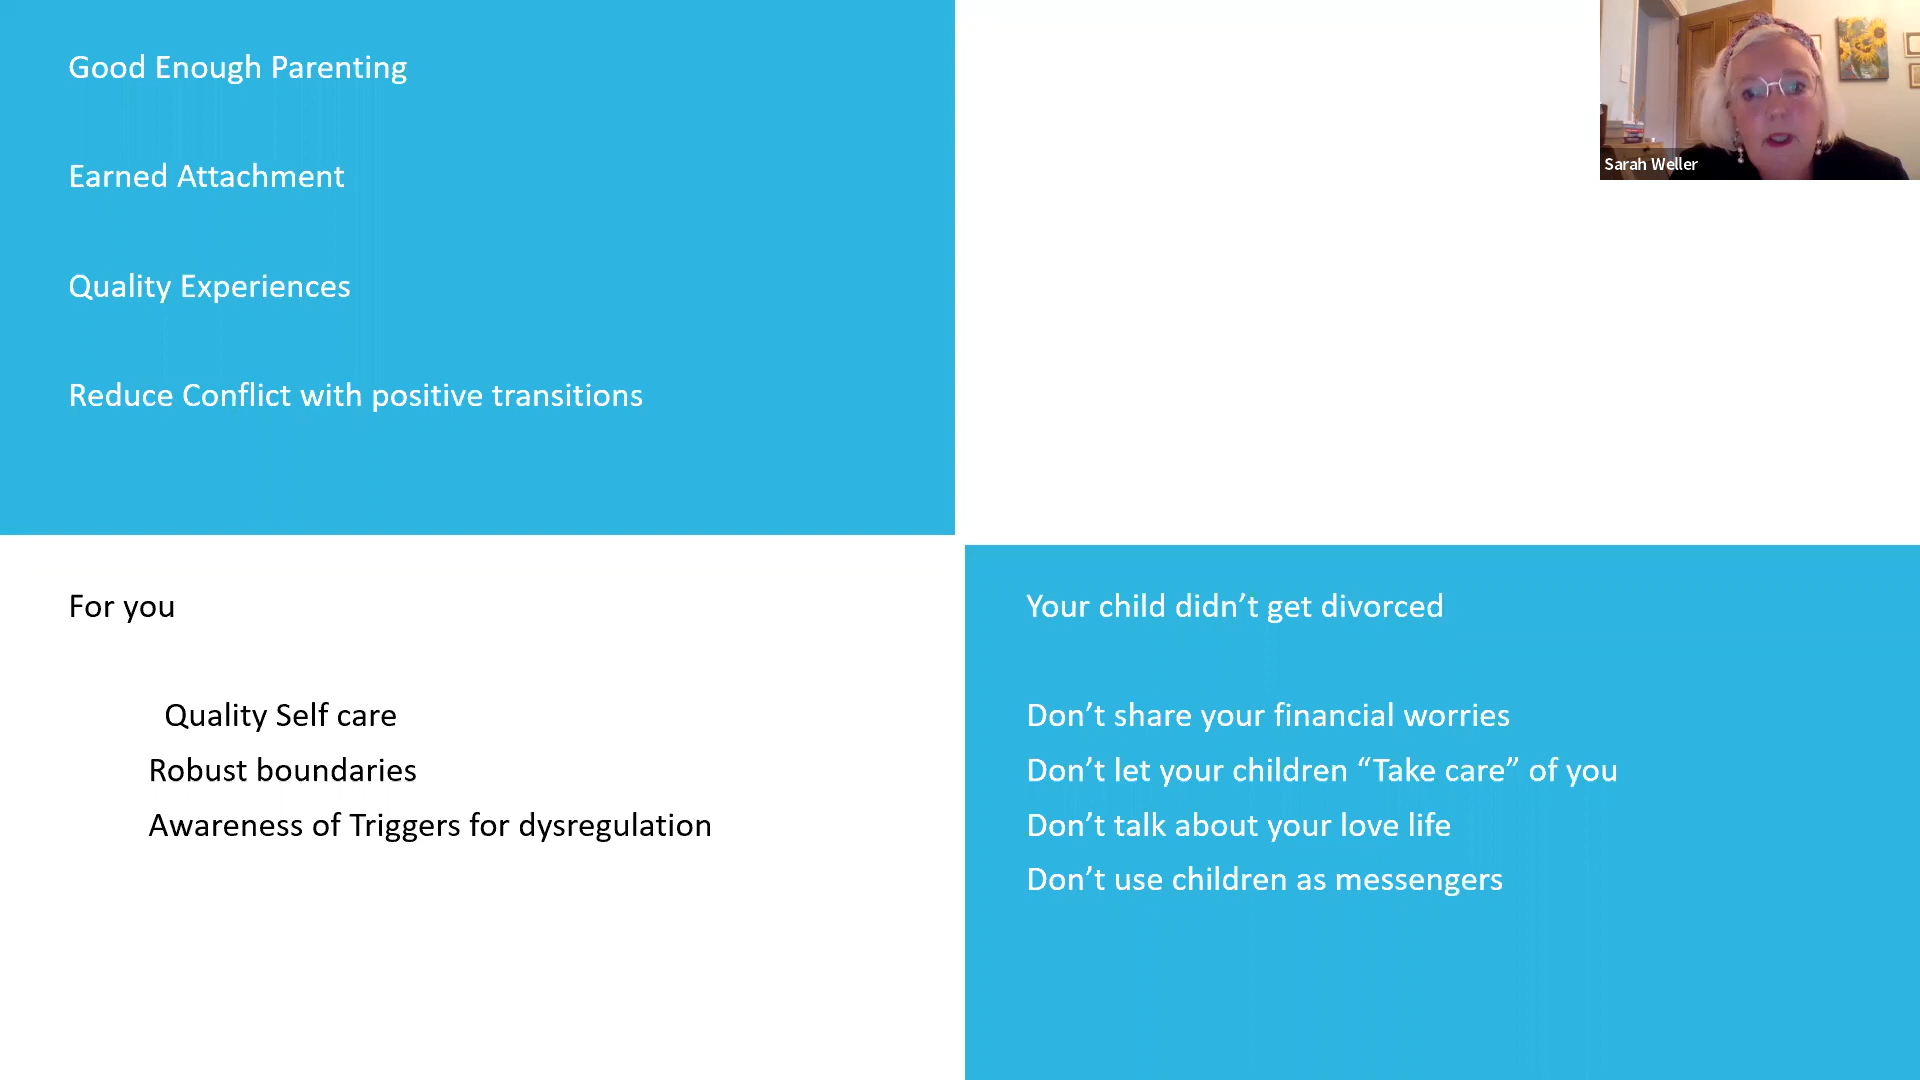 Good Enough Parenting
Earned Attachment
Quality Experiences
Reduce Conflict with positive transitions
Sarah Weller
For you
Quality Self care
Robust boundaries
Awareness of Triggers for dysregulation
Your child didn’t get divorced
Don’t share your financial worries
Don’t let your children “Take care” of you
Don’t talk about your love life
Don’t use children as messengers